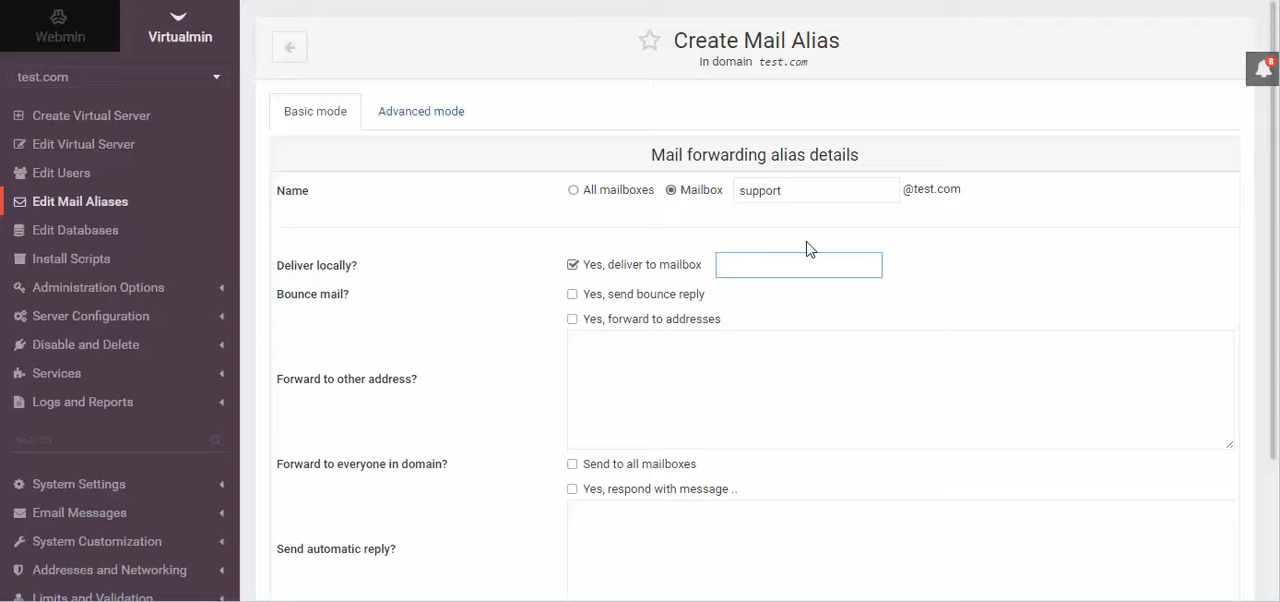 Webmin
Virtualmin
test.com
Create Virtual Server
Edit Virtual Server
Edit Users
Edit Mail Aliases
Edit Databases
Install Scripts
Administration Options
Server Configuration
Disable and Delete
Services
Logs and Reports
Search
System Settings
Email Messages
System Customization
Addresses and Networking
Limits and Validation
Create Mail Alias
In domain test.com
8
Basic mode Advanced mode
Mail forwarding alias details
Name All mailboxes Mailbox support @test.com
Deliver locally? Yes, deliver to mailbox
Bounce mail? Yes, send bounce reply
Yes, forward to addresses
Forward to other address?
Forward to everyone in domain? Send to all mailboxes
Yes, respond with message ..
Send automatic reply?